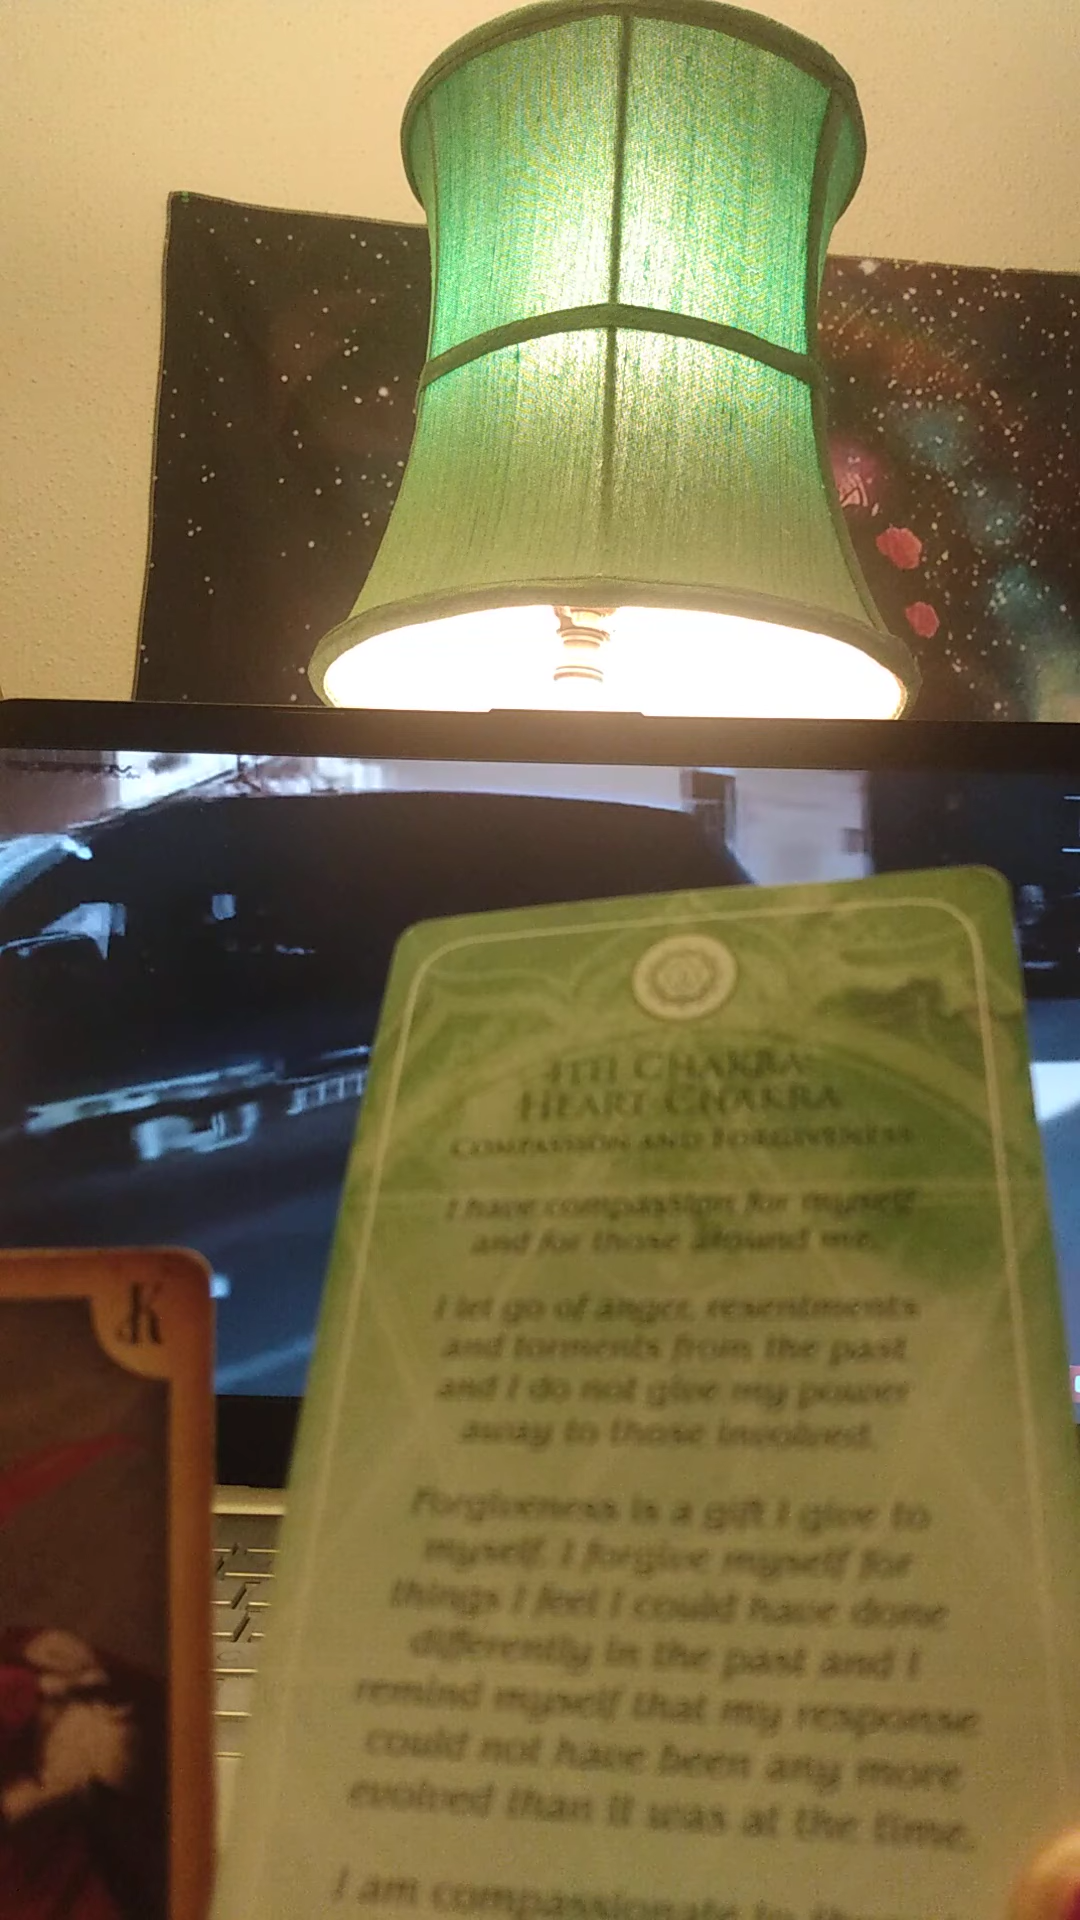 K
4TH CHAKRA:
HEART CHAKRA
COMPASSION AND FORGIVENESS
I have compassion for myself
and for those around me.
I let go of anger, resentments
and torments from the past
and I do not give my power
away to those involved.
Forgiveness is a gift I give to
myself. I forgive myself for
things I feel I could have done
differently in the past and I
remind myself that my response
could not have been any more
evolved than it was at the time.
I am compassionate to